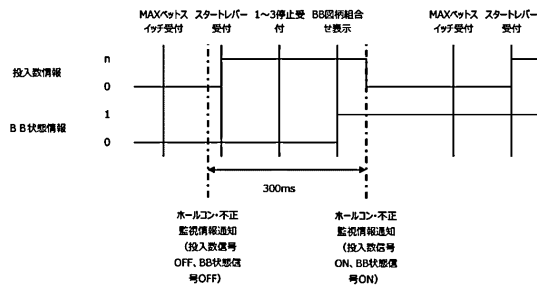 MAXベットス
イッチ受付
スタートレバー
受付
1～3停止受
付
BB図柄組合
せ表示
MAXベットス
イッチ受付
スタートレバー
受付
投入数情報
n
0
BB状態情報
1
0
300ms
ホールコン・不正
監視情報通知
（投入数信号
OFF、BB状態信
号OFF）
ホールコン・不正
監視情報通知
（投入数信号
ON、BB状態信
号ON）